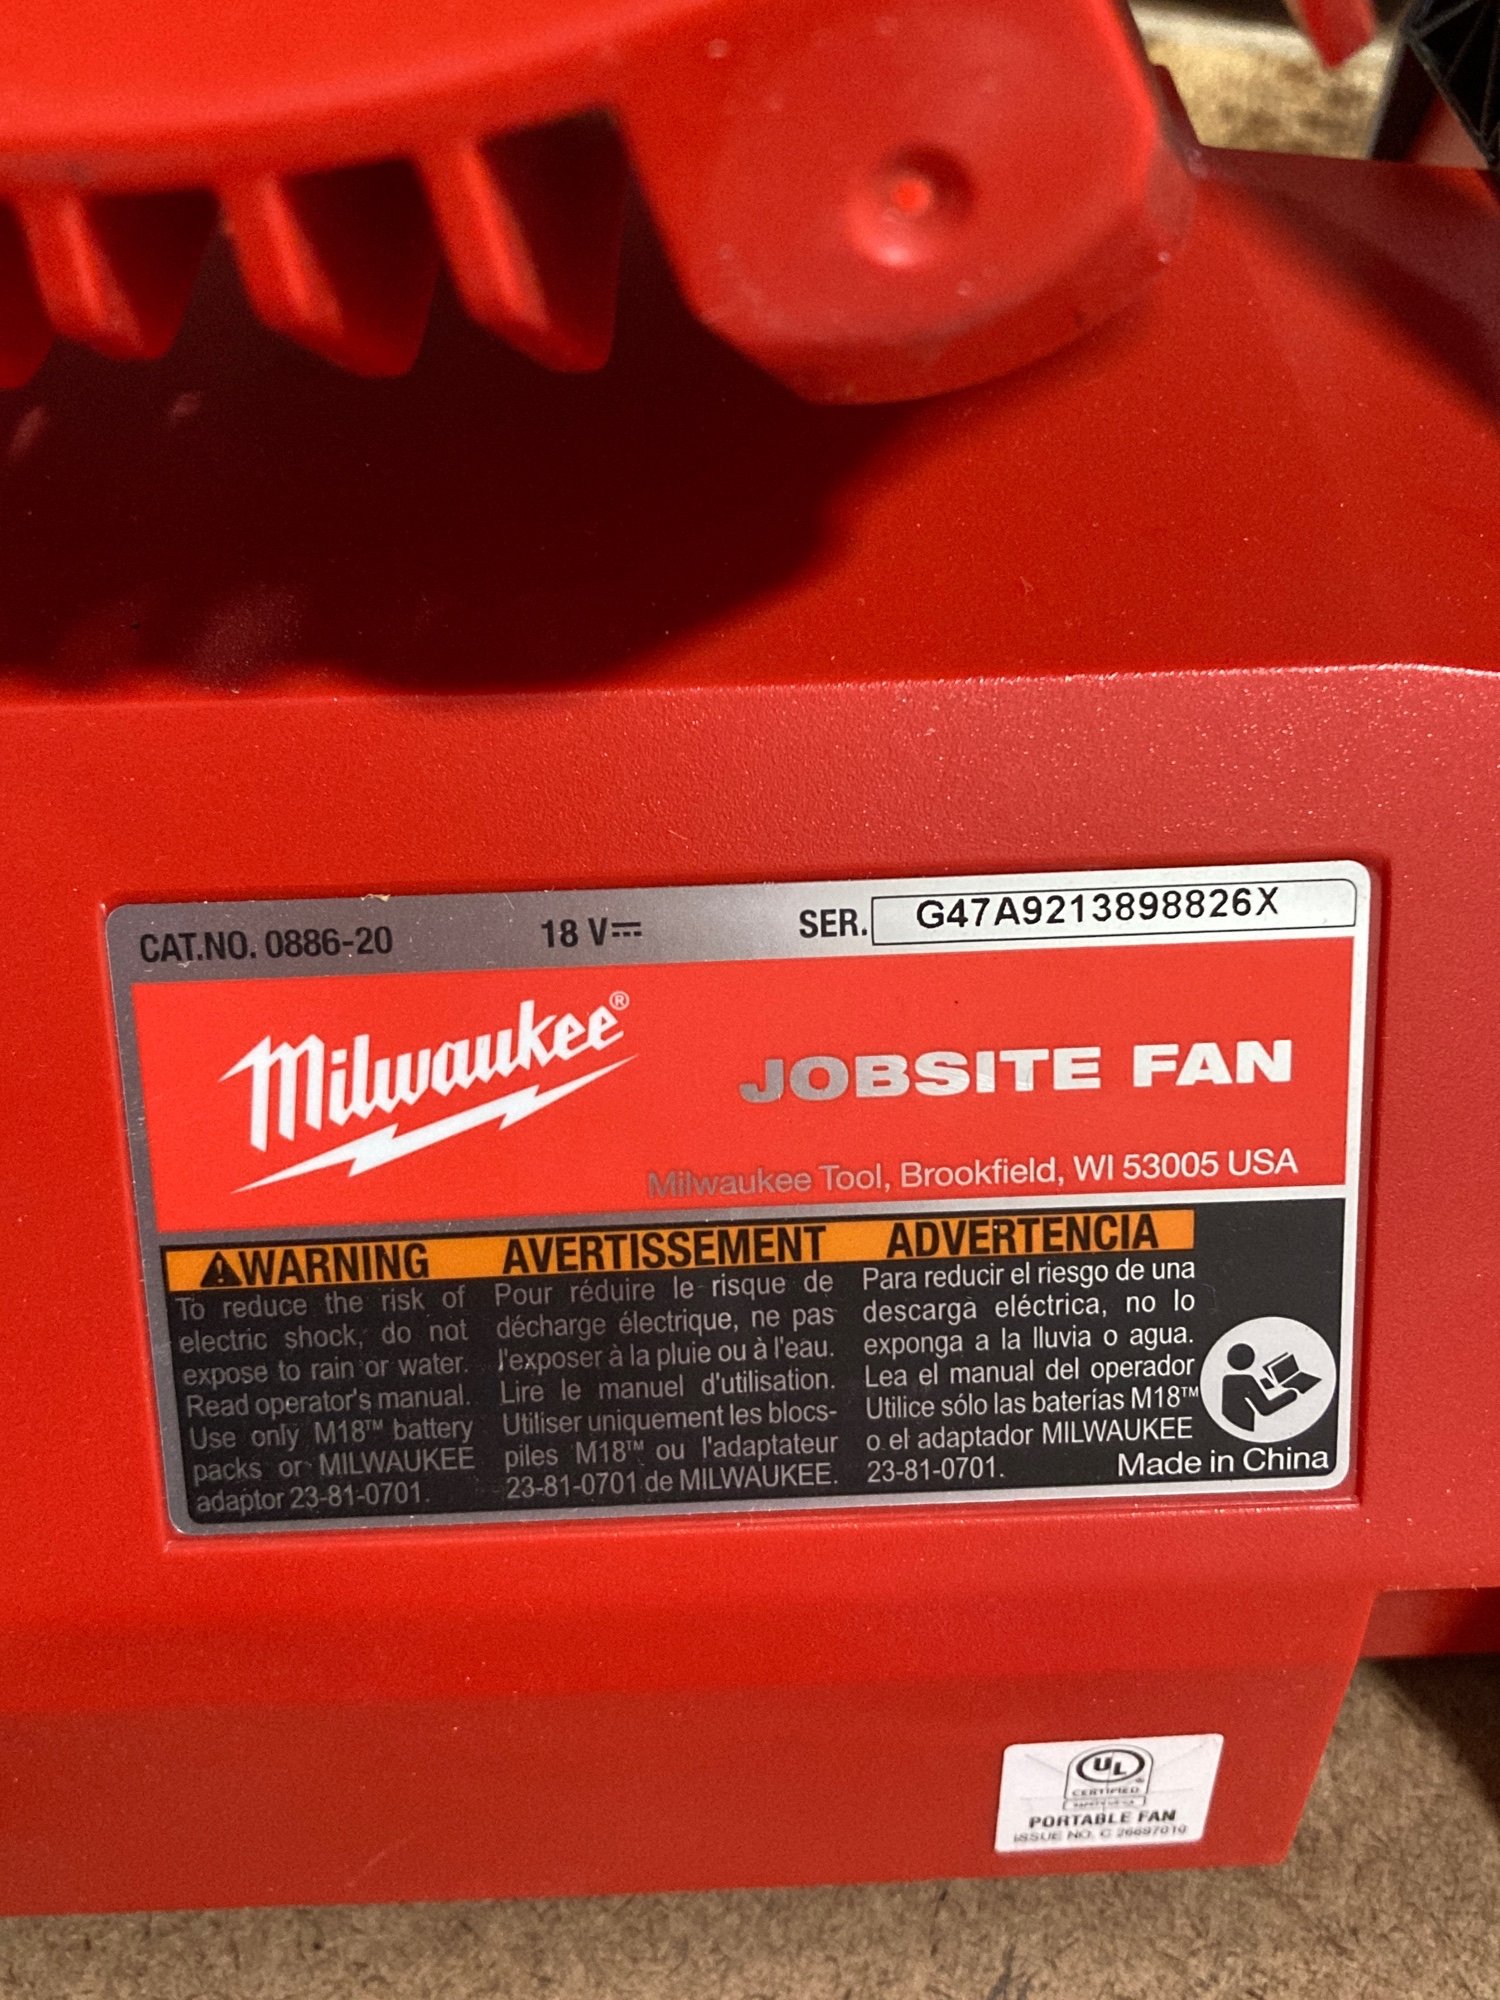 CAT.NO. 0886-20 18 V⎓ SER. G47A9213898826X
Milwaukee®
JOBSITE FAN
Milwaukee Tool, Brookfield, WI 53005 USA
⚠WARNING
To reduce the risk of
electric shock, do not
expose to rain or water.
Read operator's manual.
Use only M18™ battery
packs or MILWAUKEE
adaptor 23-81-0701.
AVERTISSEMENT
Pour réduire le risque de
décharge électrique, ne pas
l'exposer à la pluie ou à l'eau.
Lire le manuel d'utilisation.
Utiliser uniquement les blocs-
piles M18™ ou l'adaptateur
23-81-0701 de MILWAUKEE.
ADVERTENCIA
Para reducir el riesgo de una
descarga eléctrica, no lo
exponga a la lluvia o agua.
Lea el manual del operador
Utilice sólo las baterías M18™
o el adaptador MILWAUKEE
23-81-0701.
Made in China
UL
CERTIFIED
PORTABLE FAN
ISSUE NO. C